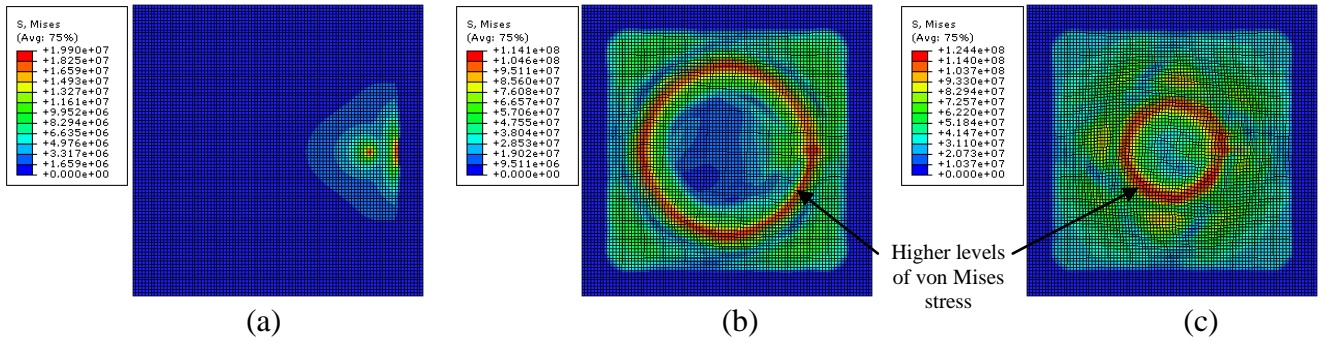 S, Mises
(Avg: 75%)
+1.990e+07
+1.825e+07
+1.659e+07
+1.493e+07
+1.327e+07
+1.161e+07
+9.952e+06
+8.294e+06
+6.635e+06
+4.976e+06
+3.317e+06
+1.659e+06
+0.000e+00
(a)
S, Mises
(Avg: 75%)
+1.141e+08
+1.046e+08
+9.511e+07
+8.560e+07
+7.608e+07
+6.657e+07
+5.706e+07
+4.755e+07
+3.804e+07
+2.853e+07
+1.902e+07
+9.511e+06
+0.000e+00
(b)
Higher levels
of von Mises
stress
S, Mises
(Avg: 75%)
+1.244e+08
+1.140e+08
+1.037e+08
+9.330e+07
+8.294e+07
+7.257e+07
+6.220e+07
+5.184e+07
+4.147e+07
+3.110e+07
+2.073e+07
+1.037e+07
+0.000e+00
(c)